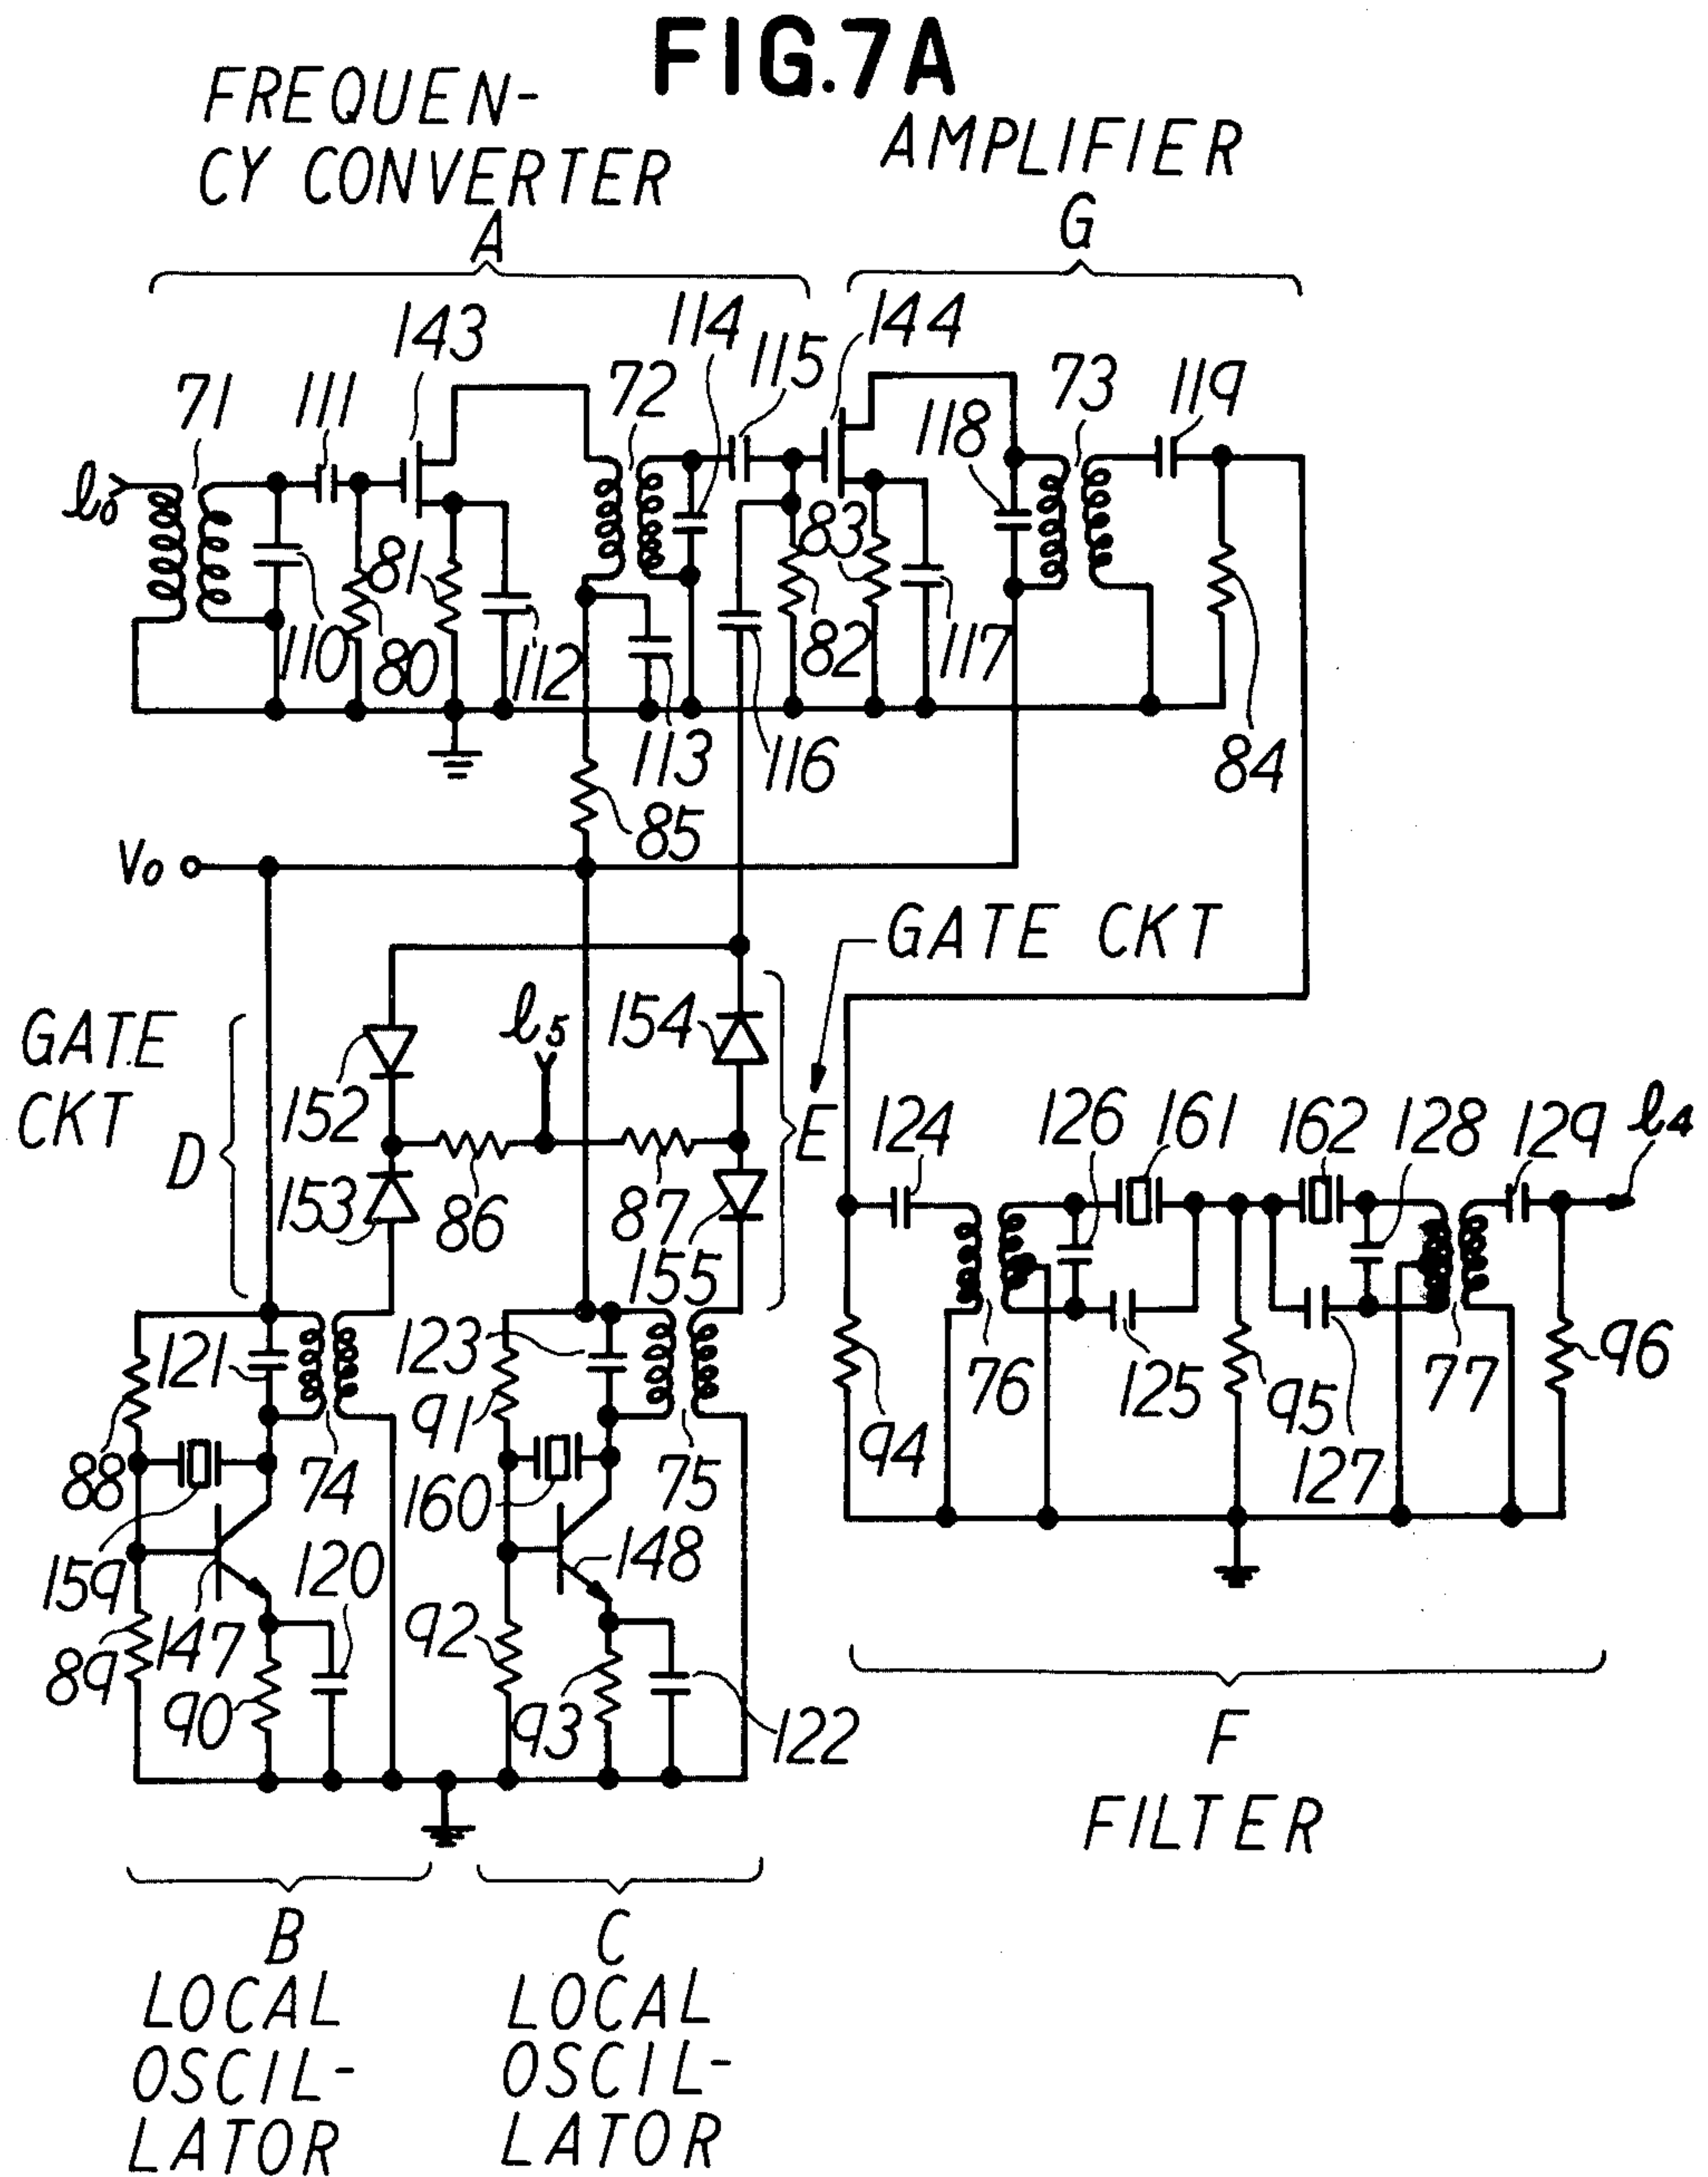 FIG.7A
FREQUEN-
CY CONVERTER
A
AMPLIFIER
G
143
114
115
144
71
111
72
118
73
119
l₀
110
80
81
112
113
83
82
117
116
84
85
V₀
GATE CKT
GATE
CKT
D
l₅
154
152
E
153
86
87
155
124
126
161
162
128
129
l₄
121
123
91
88
74
160
75
159
147
120
148
89
90
92
93
122
76
125
95
127
77
96
94
F
FILTER
B
LOCAL
OSCIL-
LATOR
C
LOCAL
OSCIL-
LATOR